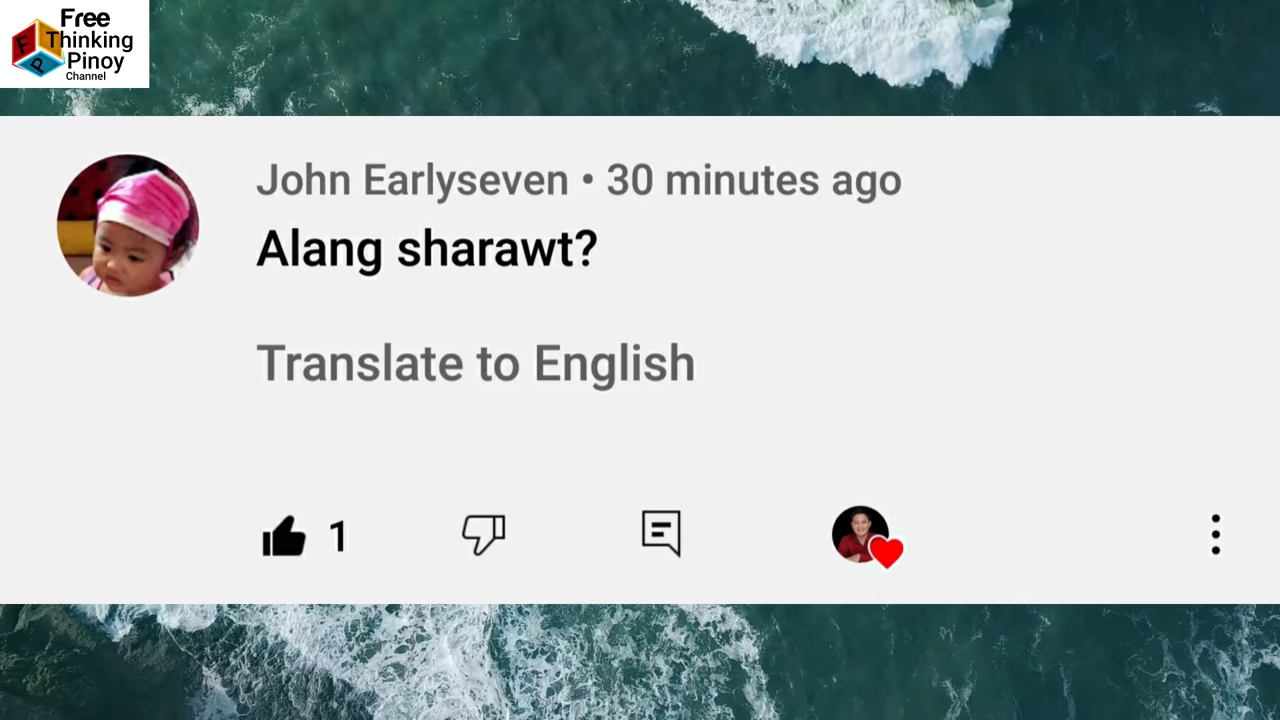 Free
Thinking
Pinoy
Channel
F
P
John Earlyseven • 30 minutes ago
Alang sharawt?
Translate to English
1